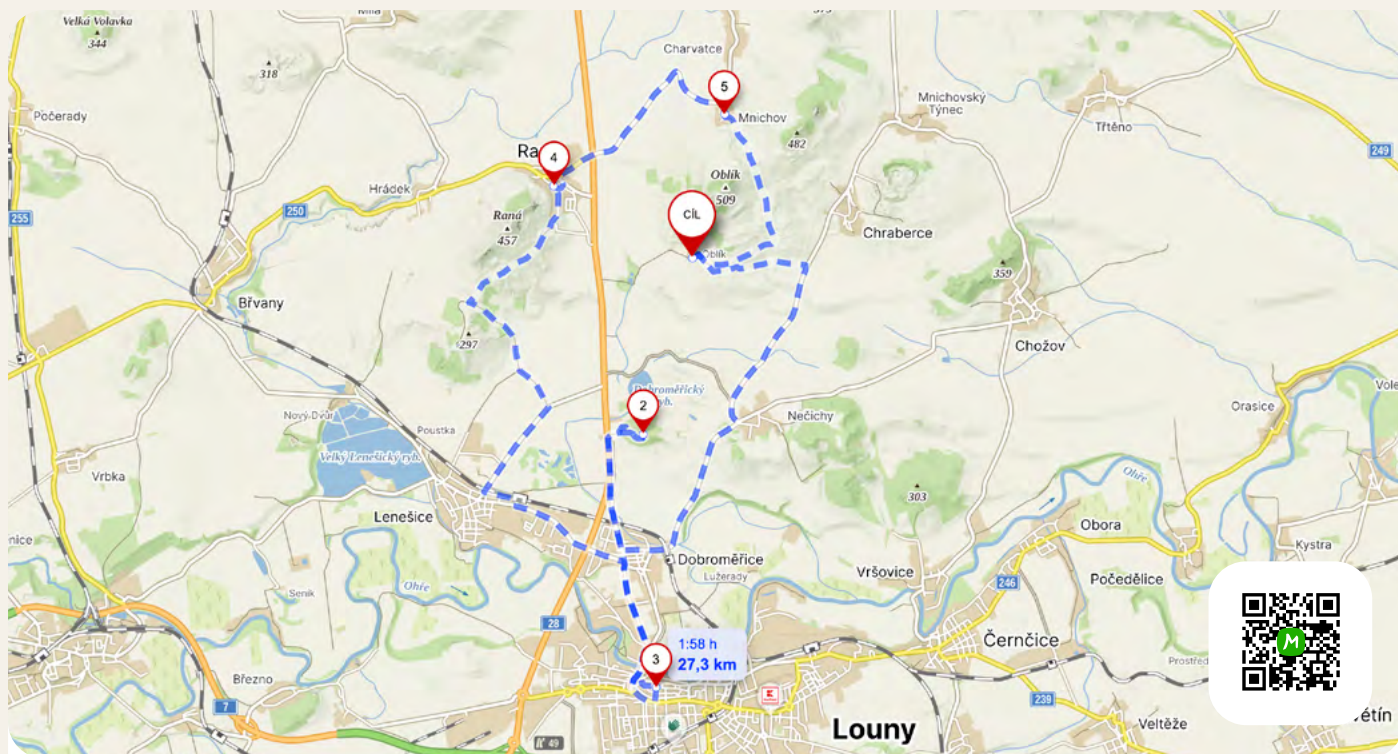 Velká Volavka
344
318
Charvatce
5
Mnichov
482
Mnichovský
Týnec
Třtěno
249
Počerady
4
Hrádek
250
255
Raná
457
Oblík
509
CÍL
Oblík
Chraberce
359
Břvany
297
Chožov
Dobroměřický
ryb.
2
Nečichy
Orasice
Nový Dvůr
Poustka
Velký Lenešický ryb.
Vrbka
303
Ohře
Lenešice
Obora
Kystra
Dobroměřice
Lužerady
Vršovice
246
Počedělice
Ohře
Seník
28
Černčice
3
1:58 h
27,3 km
Březno
7
239
Louny
Veltěže
49